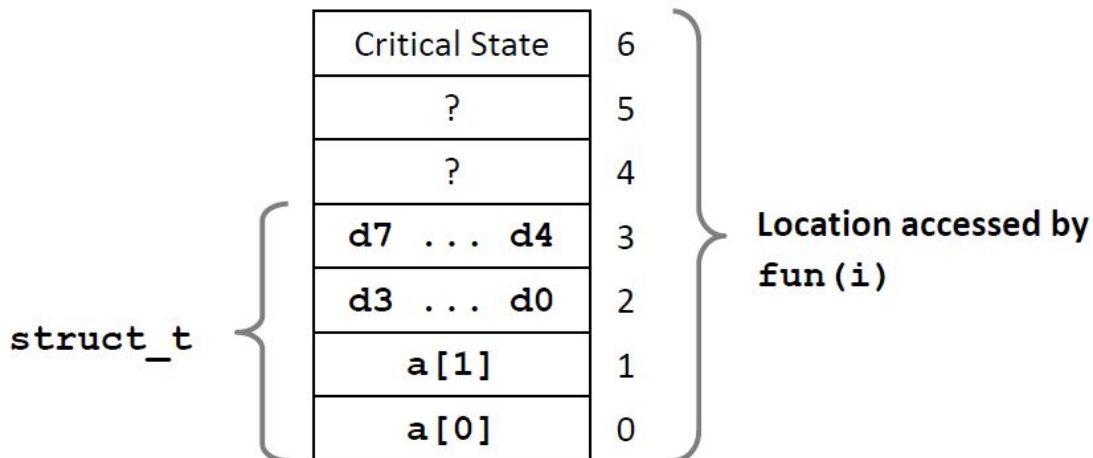 Critical State 6
? 5
? 4
d7 ... d4 3
d3 ... d0 2
a[1] 1
a[0] 0
struct_t
Location accessed by
fun(i)